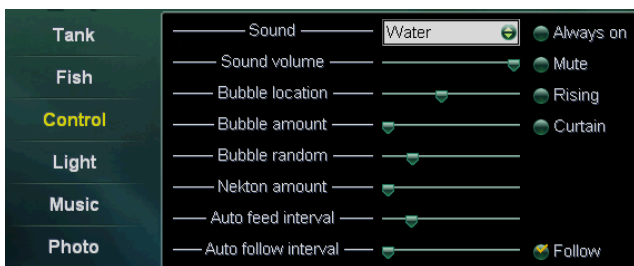 Tank
Fish
Control
Light
Music
Photo
Sound Water Always on
Sound volume Mute
Bubble location Rising
Bubble amount Curtain
Bubble random
Nekton amount
Auto feed interval
Auto follow interval Follow